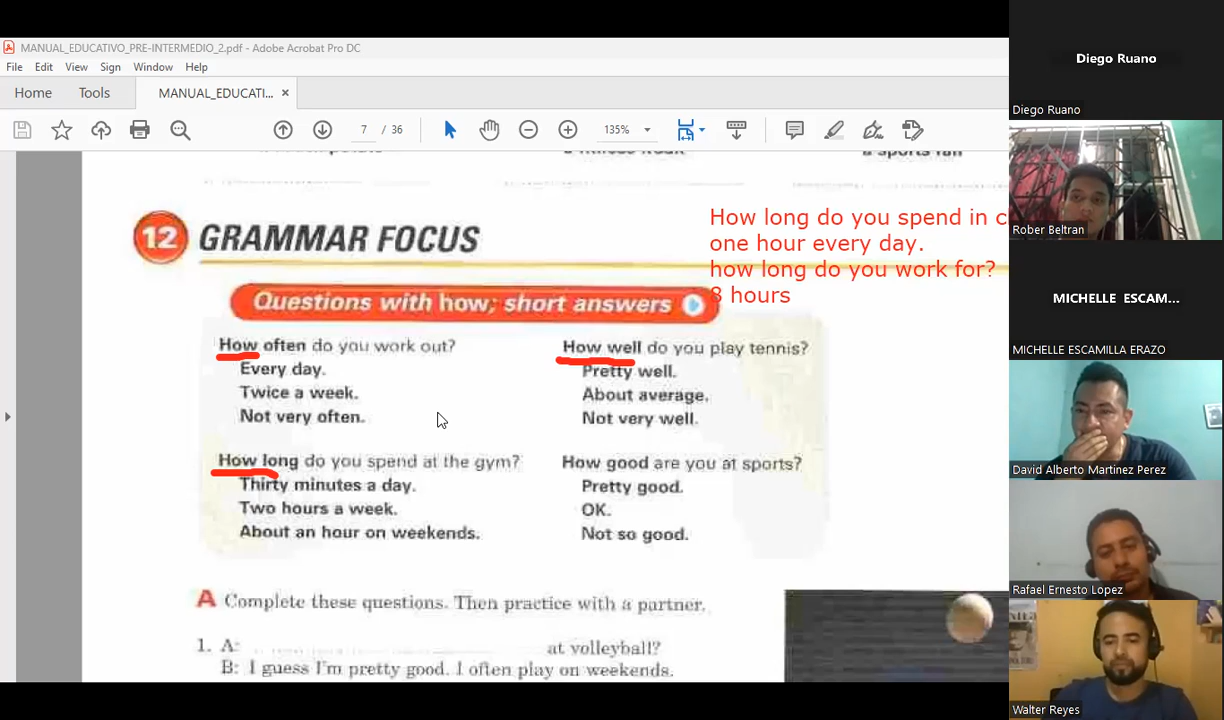 MANUAL_EDUCATIVO_PRE-INTERMEDIO_2.pdf - Adobe Acrobat Pro DC
File Edit View Sign Window Help
Home Tools MANUAL_EDUCATI... ×
7 / 36 135%
a sports fan
12 GRAMMAR FOCUS
How long do you spend in c
one hour every day.
how long do you work for?
8 hours
Questions with how; short answers
How often do you work out?
Every day.
Twice a week.
Not very often.
How well do you play tennis?
Pretty well.
About average.
Not very well.
How long do you spend at the gym?
Thirty minutes a day.
Two hours a week.
About an hour on weekends.
How good are you at sports?
Pretty good.
OK.
Not so good.
A Complete these questions. Then practice with a partner.
1. A: at volleyball?
B: I guess I'm pretty good. I often play on weekends.
Diego Ruano
Diego Ruano
Rober Beltran
MICHELLE ESCAM...
MICHELLE ESCAMILLA ERAZO
David Alberto Martinez Perez
Rafael Ernesto Lopez
Walter Reyes